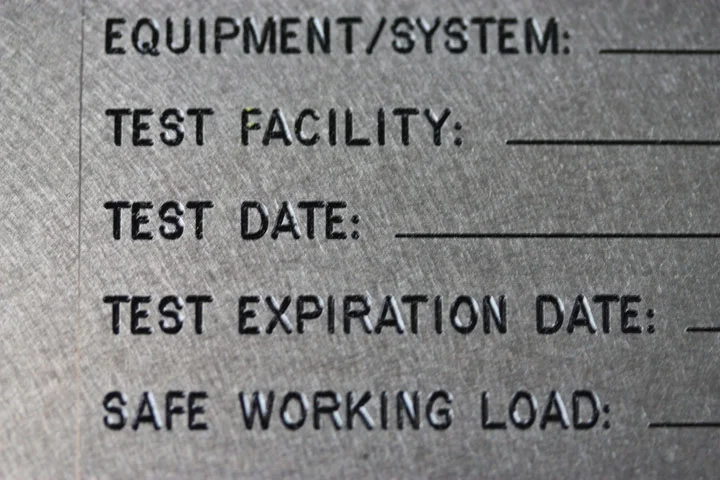 EQUIPMENT/SYSTEM:
TEST FACILITY:
TEST DATE:
TEST EXPIRATION DATE:
SAFE WORKING LOAD: